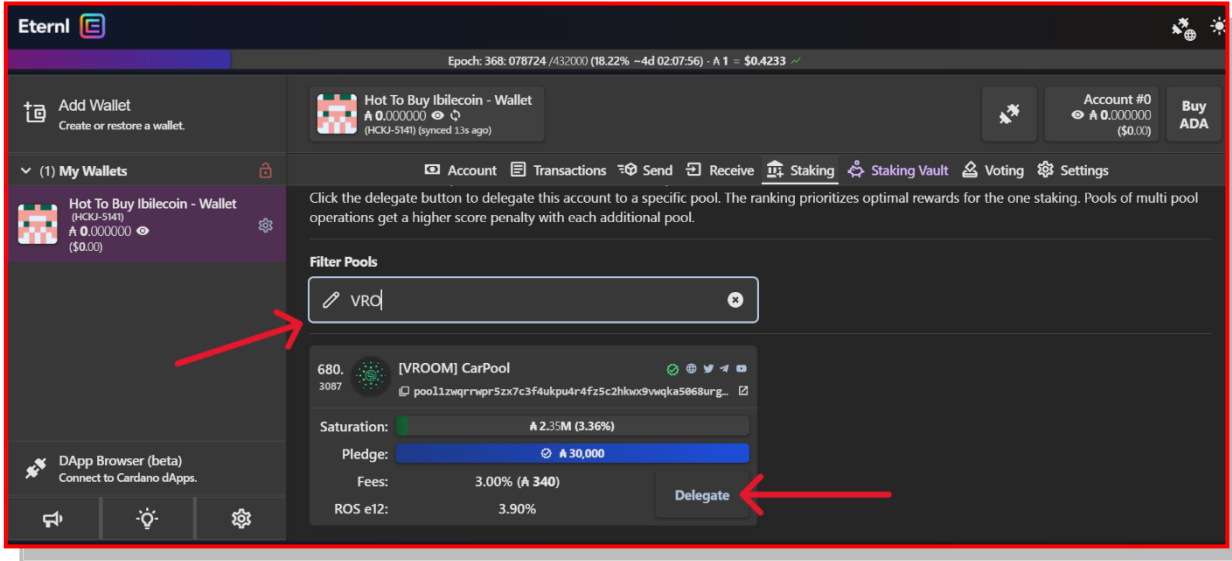 Eternl
Epoch: 368: 078724 /432000 (18.22% ~4d 02:07:56) · ₳ 1 = $0.4233
Add Wallet
Create or restore a wallet.
Hot To Buy Ibilecoin - Wallet
₳ 0.000000
(HCKJ-5141) (synced 13s ago)
Account #0
₳ 0.000000
($0.00)
Buy
ADA
(1) My Wallets
Account Transactions Send Receive Staking Staking Vault Voting Settings
Hot To Buy Ibilecoin - Wallet
(HCKJ-5141)
₳ 0.000000
($0.00)
Click the delegate button to delegate this account to a specific pool. The ranking prioritizes optimal rewards for the one staking. Pools of multi pool
operations get a higher score penalty with each additional pool.
Filter Pools
VRO
680.
3087
[VROOM] CarPool
pool1zwqrrwpr5zx7c3f4ukpu4r4fz5c2hkwx9vwqka5068urg…
Saturation: ₳ 2.35M (3.36%)
Pledge: ₳ 30,000
Fees: 3.00% (₳ 340)
ROS e12: 3.90%
Delegate
DApp Browser (beta)
Connect to Cardano dApps.